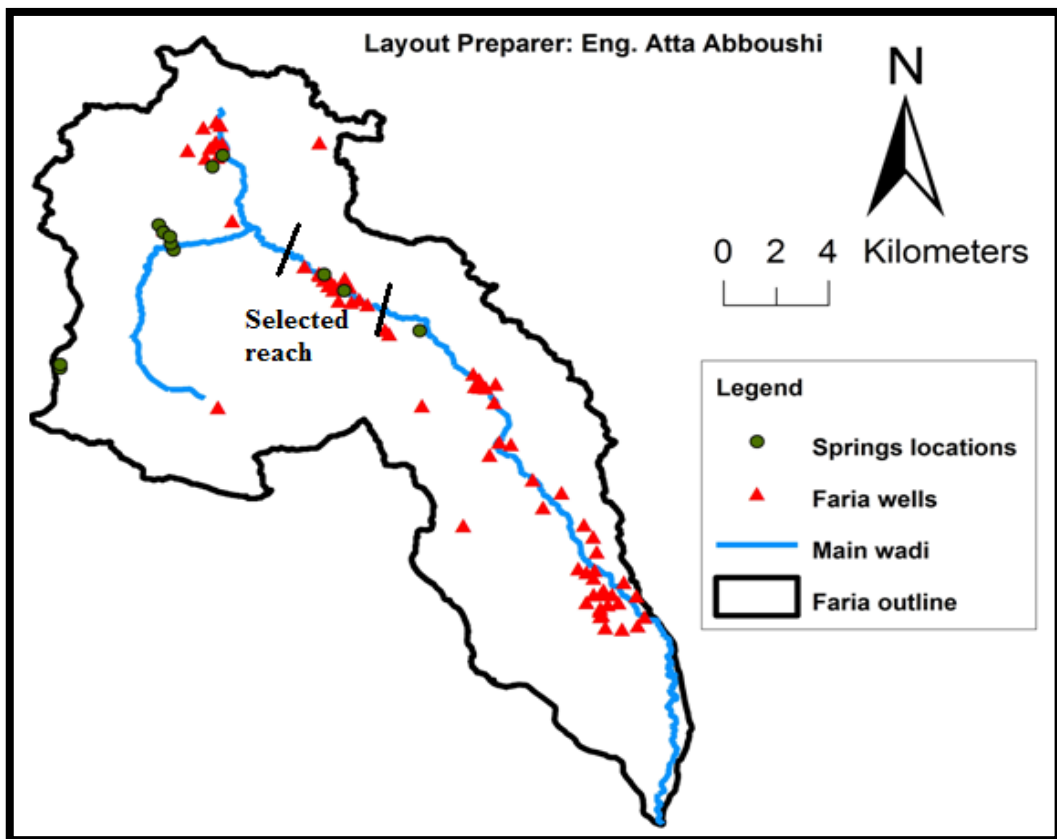 Layout Preparer: Eng. Atta Abboushi
N
0 2 4 Kilometers
Selected
reach
Legend
Springs locations
Faria wells
Main wadi
Faria outline